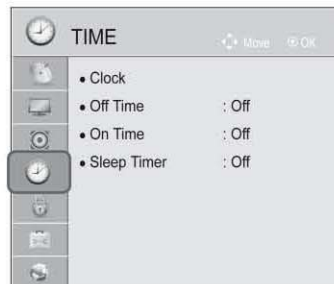 TIME
Move OK
• Clock
• Off Time : Off
• On Time : Off
• Sleep Timer : Off